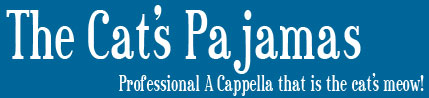 The Cat's Pajamas
Professional A Cappella that is the cat's meow!